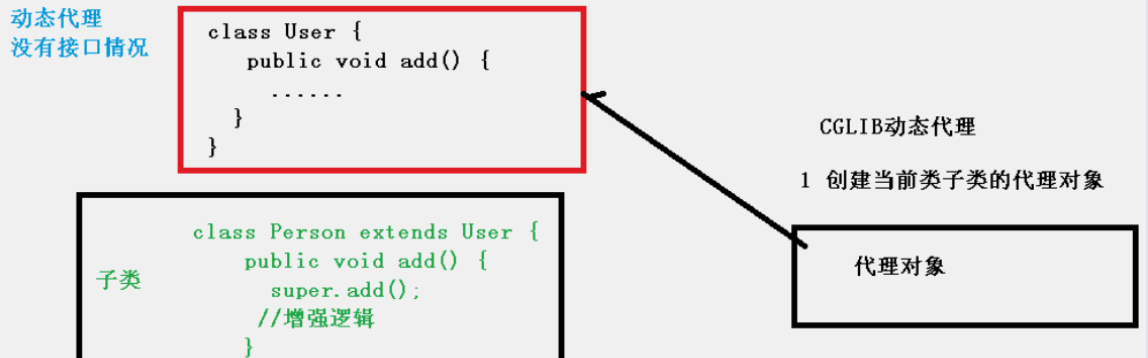 动态代理
没有接口情况
class User {
public void add() {
......
}
}
CGLIB动态代理
1 创建当前类子类的代理对象
代理对象
子类
class Person extends User {
public void add() {
super.add();
//增强逻辑
}